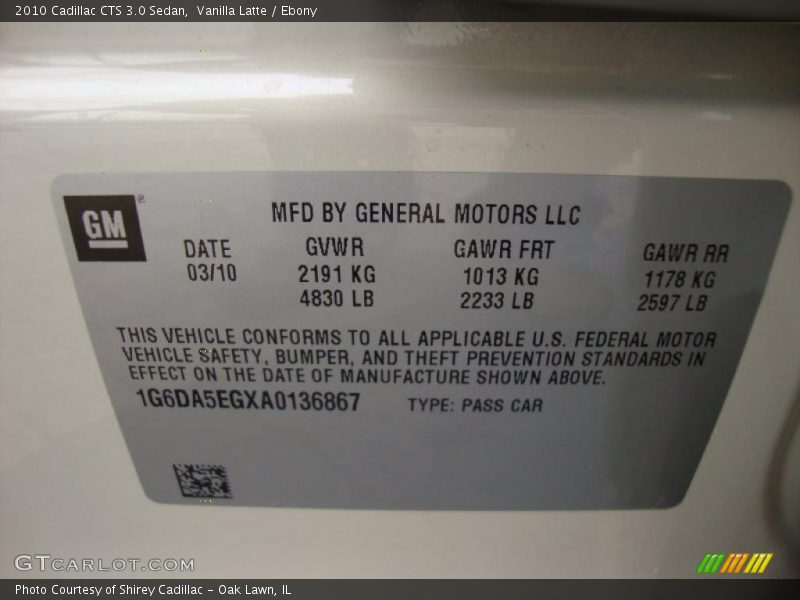 2010 Cadillac CTS 3.0 Sedan,  Vanilla Latte / Ebony
GM®
MFD BY GENERAL MOTORS LLC
DATE GVWR GAWR FRT GAWR RR
03/10 2191 KG 1013 KG 1178 KG
4830 LB 2233 LB 2597 LB
THIS VEHICLE CONFORMS TO ALL APPLICABLE U.S. FEDERAL MOTOR
VEHICLE SAFETY, BUMPER, AND THEFT PREVENTION STANDARDS IN
EFFECT ON THE DATE OF MANUFACTURE SHOWN ABOVE.
1G6DA5EGXA0136867 TYPE: PASS CAR
GTCARLOT.COM
Photo Courtesy of Shirey Cadillac - Oak Lawn, IL